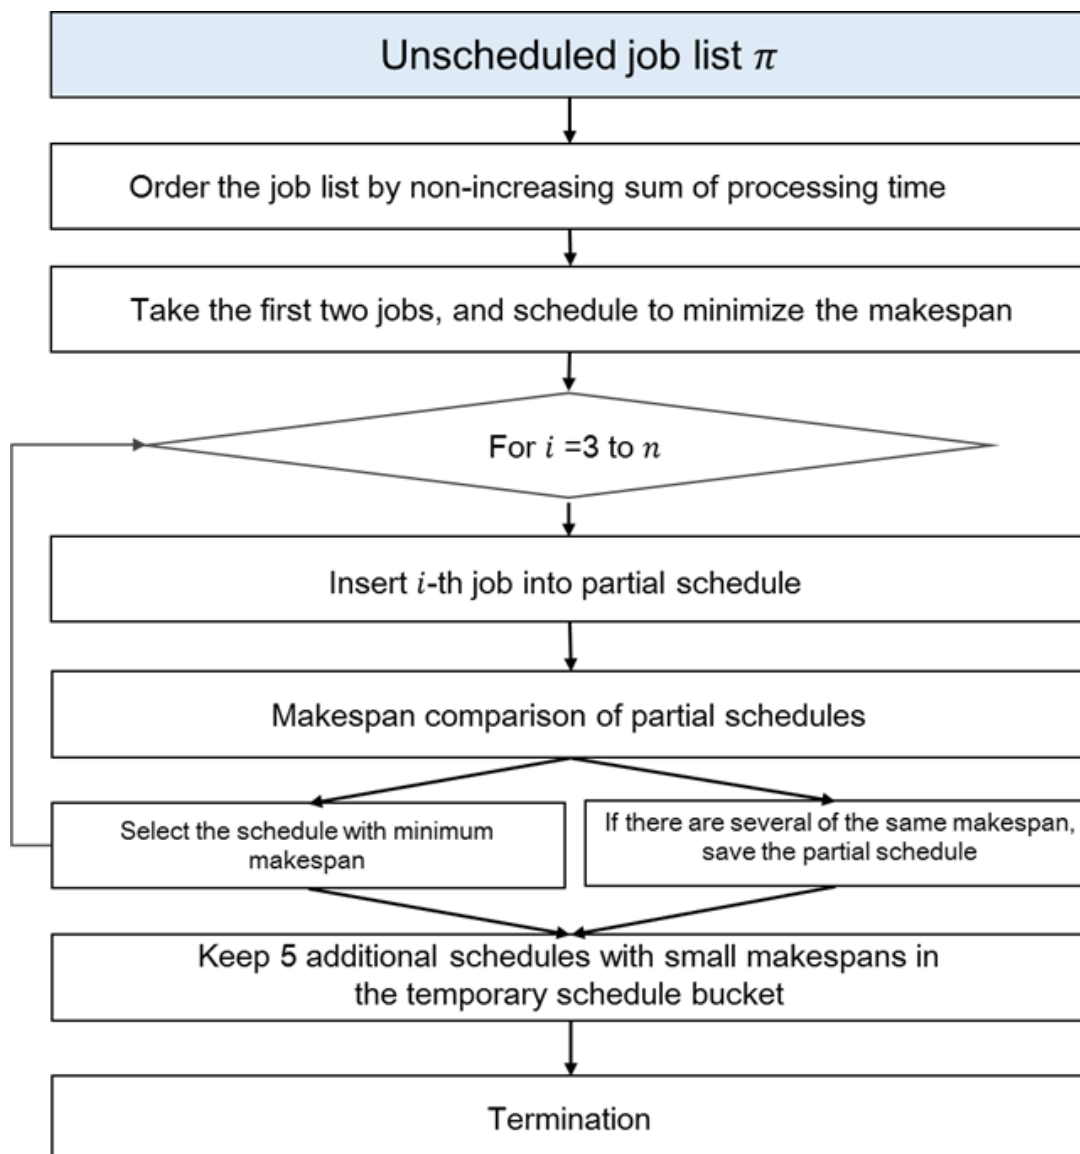 Unscheduled job list π
Order the job list by non-increasing sum of processing time
Take the first two jobs, and schedule to minimize the makespan
For i =3 to n
Insert i-th job into partial schedule
Makespan comparison of partial schedules
Select the schedule with minimum
makespan
If there are several of the same makespan,
save the partial schedule
Keep 5 additional schedules with small makespans in
the temporary schedule bucket
Termination